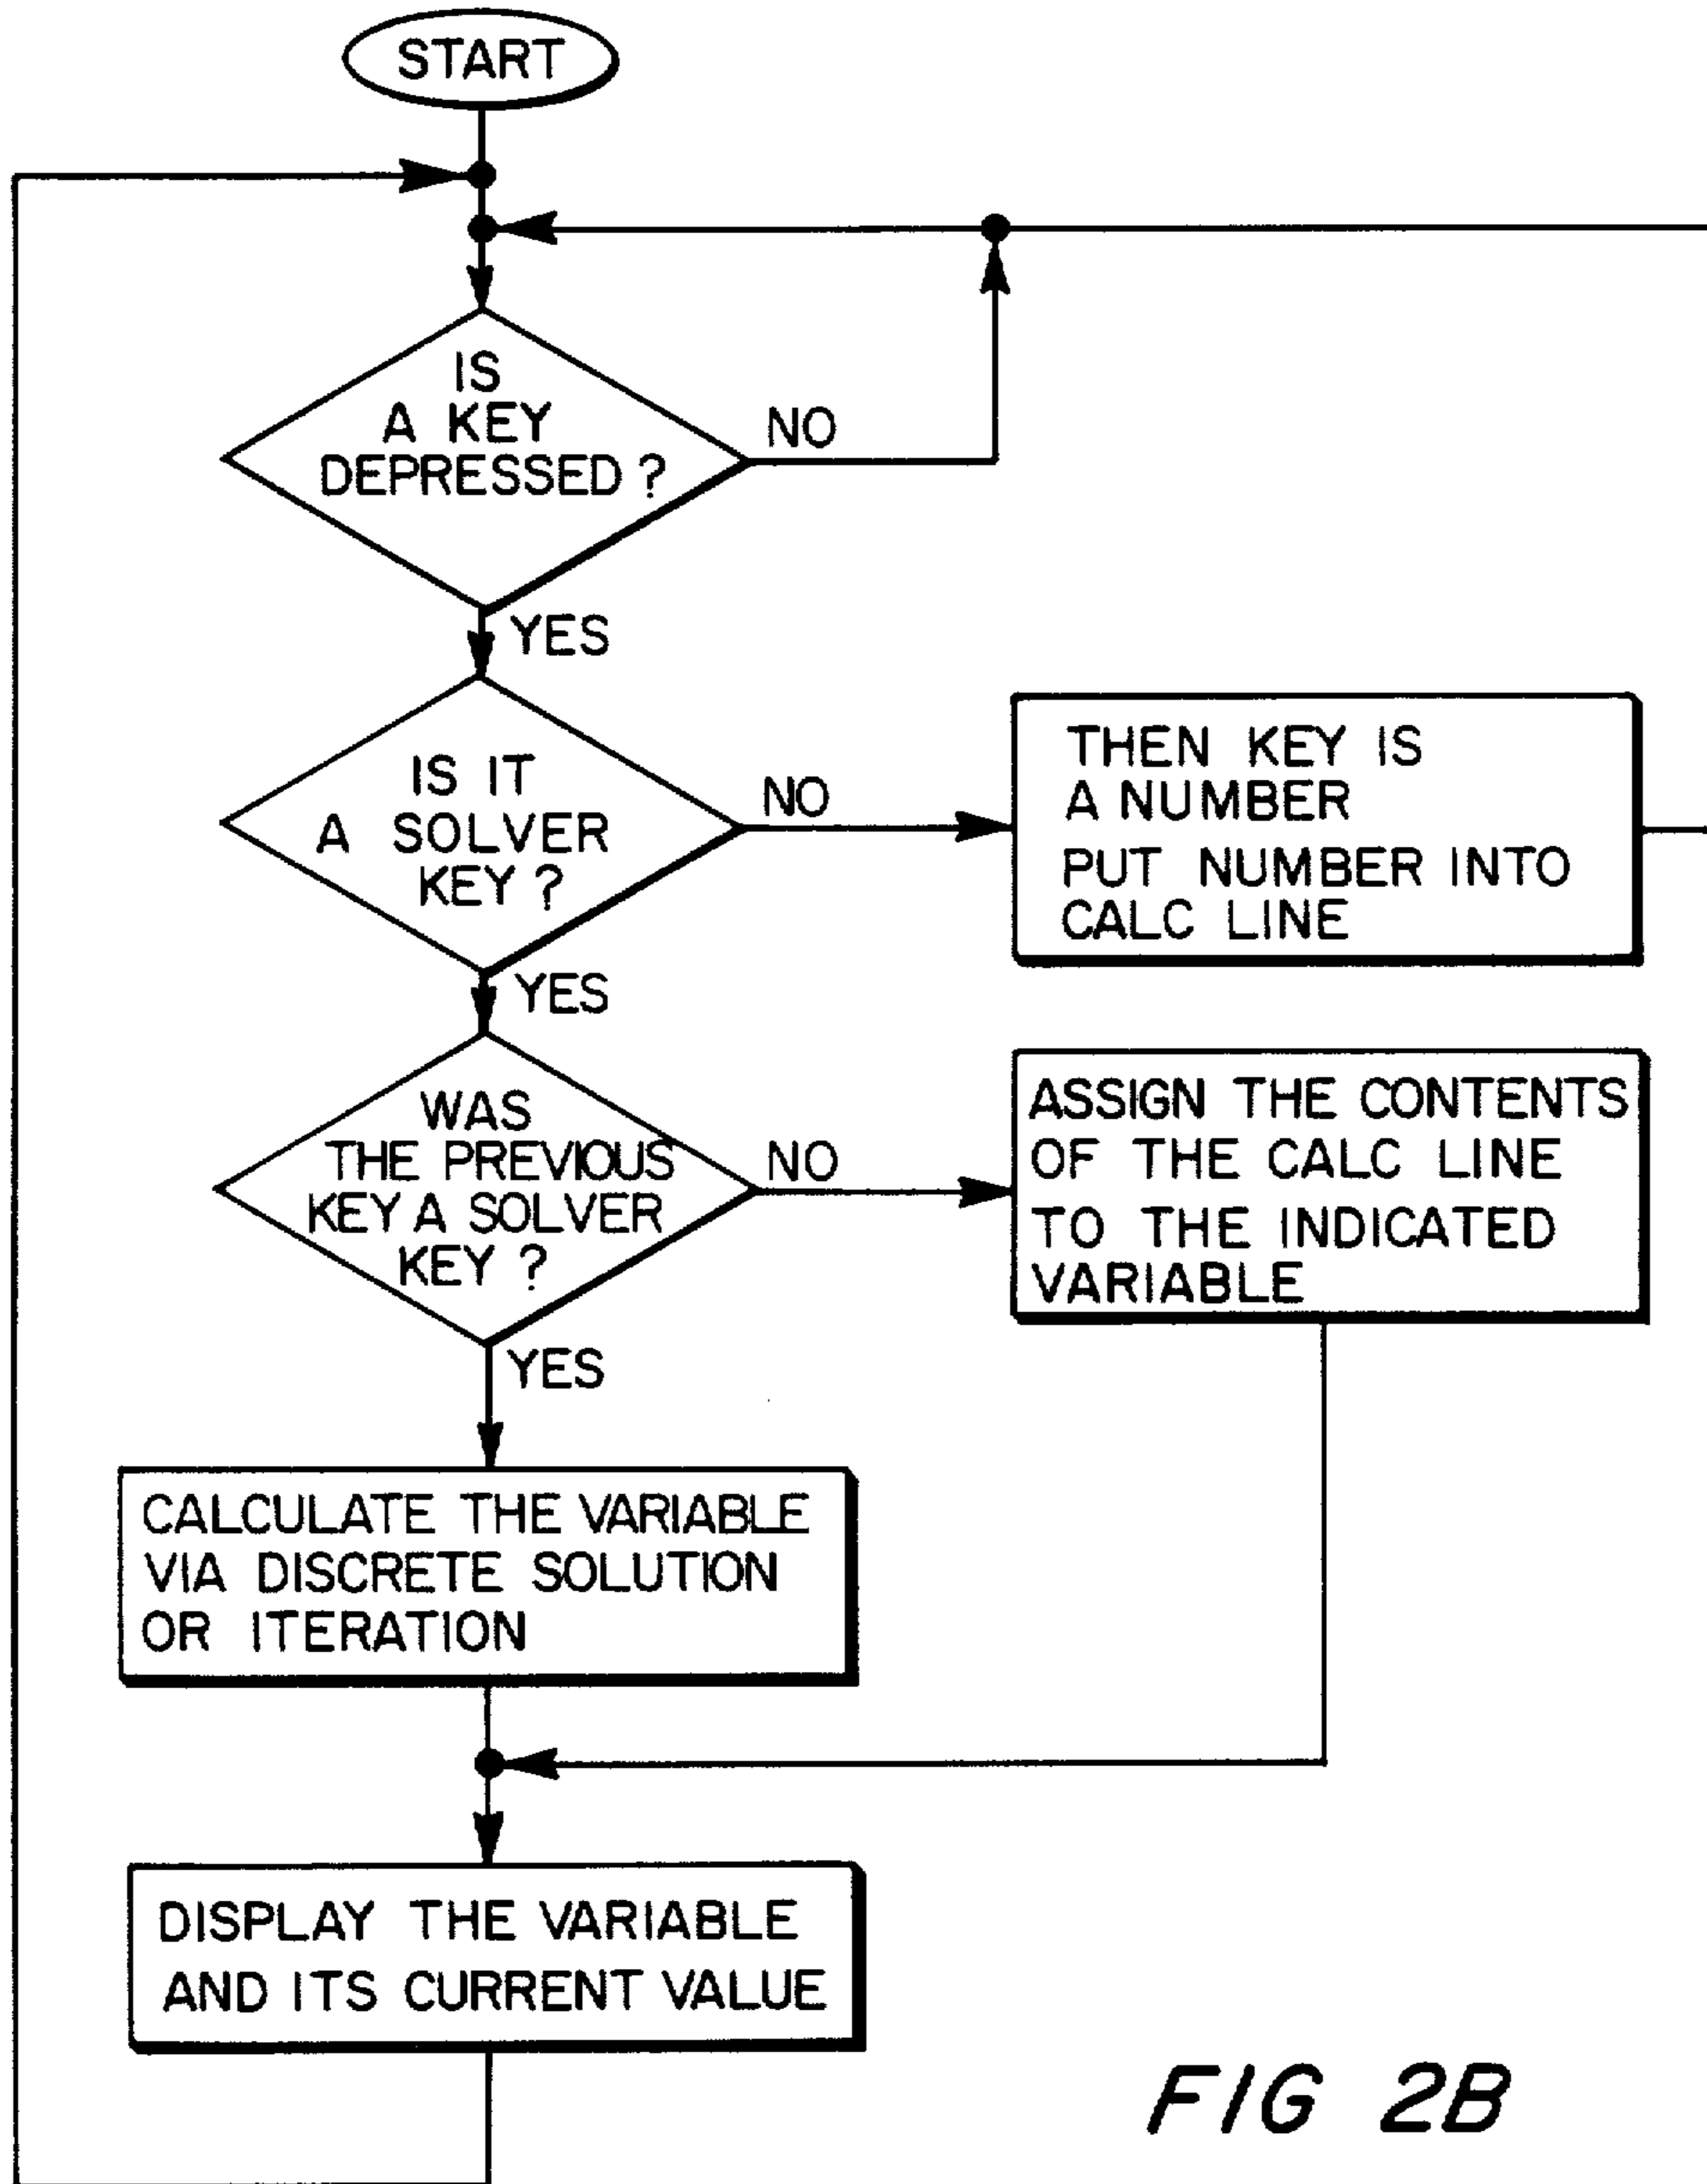 START
IS
A KEY
DEPRESSED ?
NO
YES
IS IT
A SOLVER
KEY ?
NO
THEN KEY IS
A NUMBER
PUT NUMBER INTO
CALC LINE
YES
WAS
THE PREVIOUS
KEY A SOLVER
KEY ?
NO
ASSIGN THE CONTENTS
OF THE CALC LINE
TO THE INDICATED
VARIABLE
YES
CALCULATE THE VARIABLE
VIA DISCRETE SOLUTION
OR ITERATION
DISPLAY THE VARIABLE
AND ITS CURRENT VALUE
FIG 2B